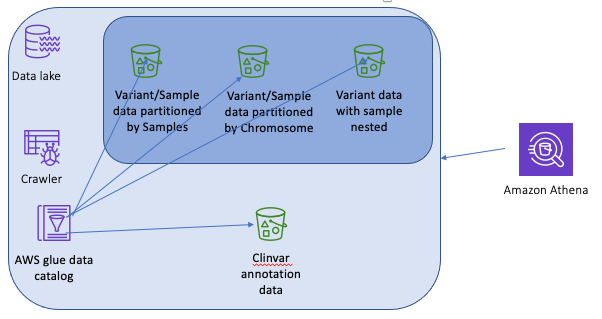 Data lake
Variant/Sample
data partitioned
by Samples
Variant/Sample
data partitioned
by Chromosome
Variant data
with sample
nested
Crawler
Amazon Athena
AWS glue data
catalog
Clinvar
annotation
data